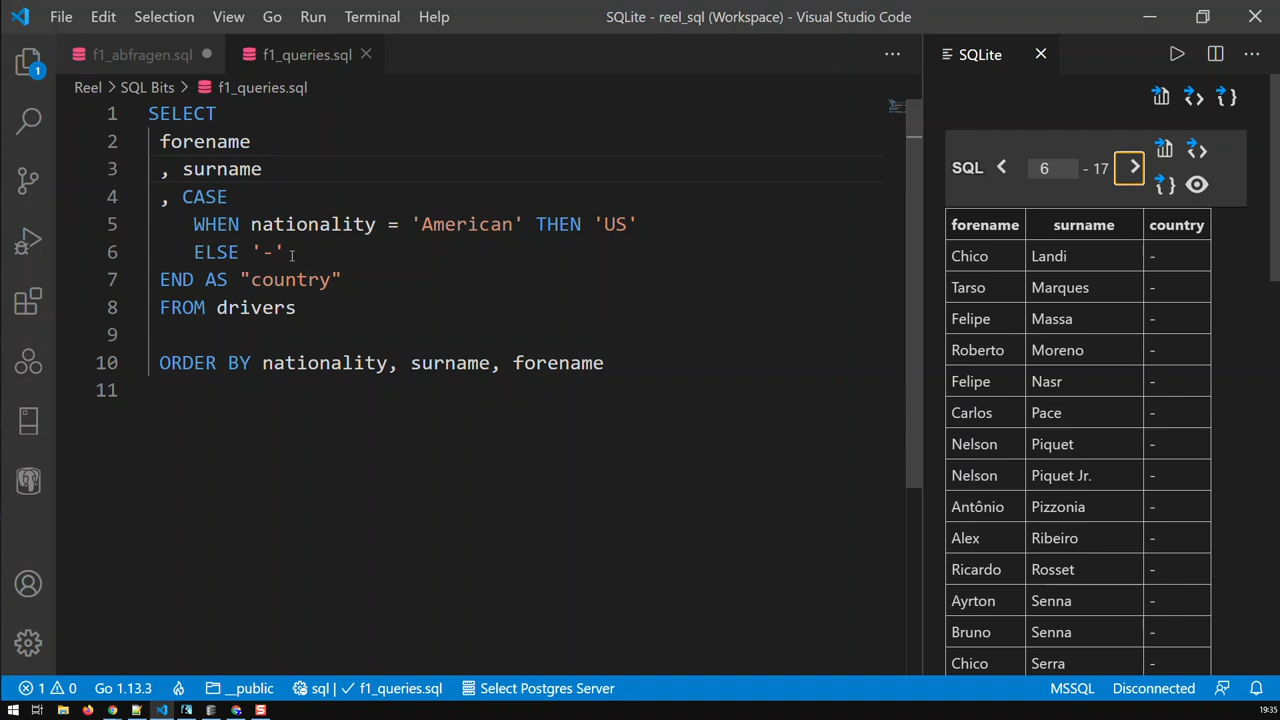 File Edit Selection View Go Run Terminal Help SQLite - reel_sql (Workspace) - Visual Studio Code
f1_abfragen.sql f1_queries.sql
SQLite
Reel SQL Bits f1_queries.sql
1 SELECT
2 forename
3 , surname
4 , CASE
5 WHEN nationality = 'American' THEN 'US'
6 ELSE '-'
7 END AS "country"
8 FROM drivers
9
10 ORDER BY nationality, surname, forename
11
SQL 6 - 17
forename surname country
Chico Landi -
Tarso Marques -
Felipe Massa -
Roberto Moreno -
Felipe Nasr -
Carlos Pace -
Nelson Piquet -
Nelson Piquet Jr. -
Antônio Pizzonia -
Alex Ribeiro -
Ricardo Rosset -
Ayrton Senna -
Bruno Senna -
Chico Serra -
1
1 0 Go 1.13.3 __public sql | ✓ f1_queries.sql Select Postgres Server MSSQL Disconnected
19:35